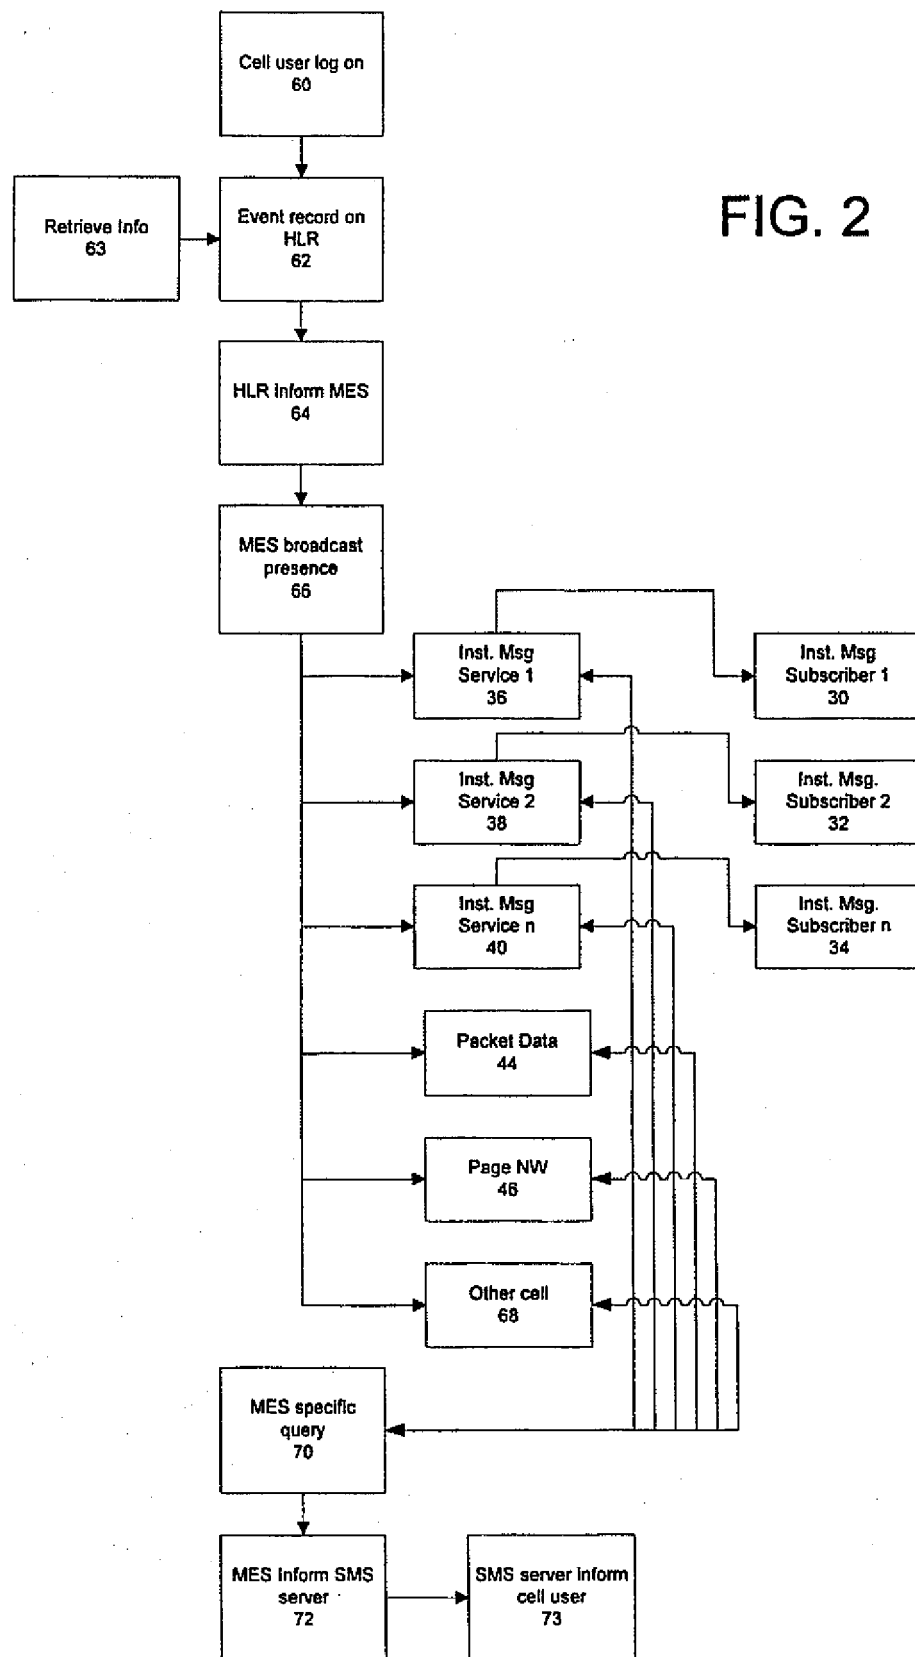 Cell user log on
60
FIG. 2
Retrieve Info
63
Event record on
HLR
62
HLR inform MES
64
MES broadcast
presence
66
Inst. Msg
Service 1
36
Inst. Msg
Subscriber 1
30
Inst. Msg
Service 2
38
Inst. Msg.
Subscriber 2
32
Inst. Msg
Service n
40
Inst. Msg.
Subscriber n
34
Packet Data
44
Page NW
46
Other cell
68
MES specific
query
70
MES Inform SMS
server
72
SMS server inform
cell user
73